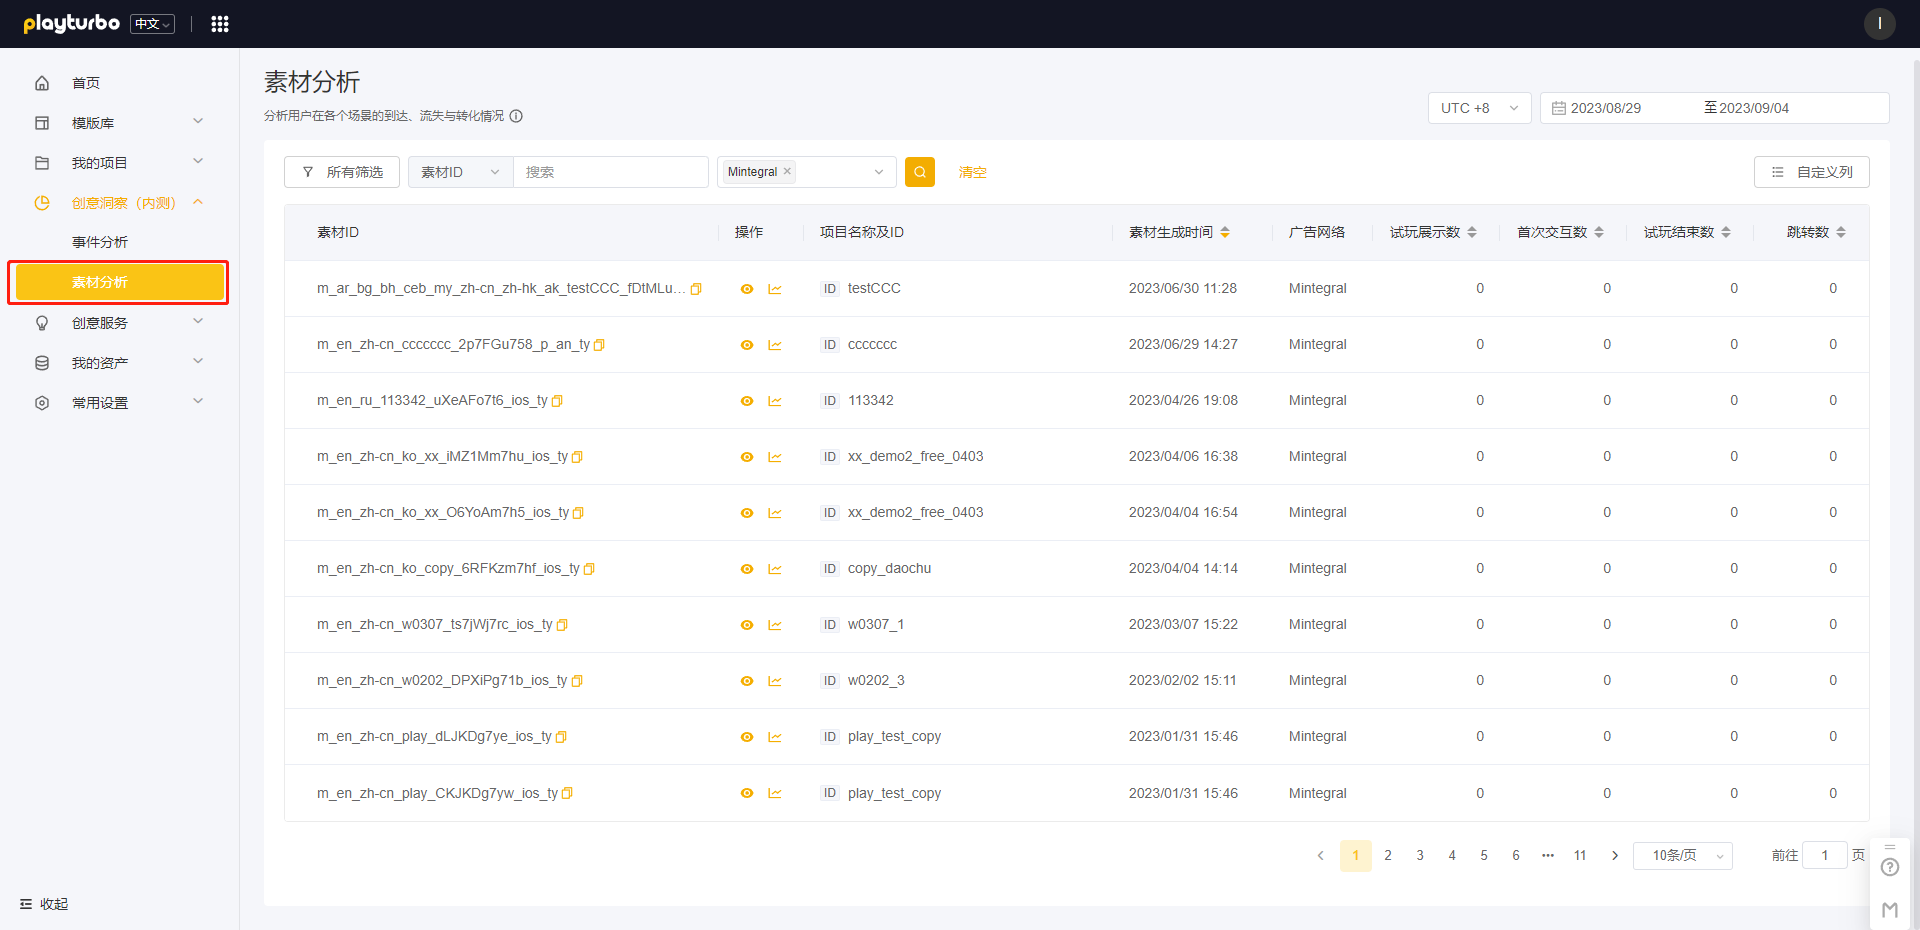 playturbo 中文
I
首页
模版库
我的项目
创意洞察（内测）
事件分析
素材分析
创意服务
我的资产
常用设置
收起
素材分析
分析用户在各个场景的到达、流失与转化情况
UTC +8 2023/08/29 至 2023/09/04
所有筛选 素材ID 搜索 Mintegral 清空 自定义列
素材ID 操作 项目名称及ID 素材生成时间 广告网络 试玩展示数 首次交互数 试玩结束数 跳转数
m_ar_bg_bh_ceb_my_zh-cn_zh-hk_ak_testCCC_fDtMLu... ID testCCC 2023/06/30 11:28 Mintegral 0 0 0 0
m_en_zh-cn_ccccccc_2p7FGu758_p_an_ty ID ccccccc 2023/06/29 14:27 Mintegral 0 0 0 0
m_en_ru_113342_uXeAFo7t6_ios_ty ID 113342 2023/04/26 19:08 Mintegral 0 0 0 0
m_en_zh-cn_ko_xx_iMZ1Mm7hu_ios_ty ID xx_demo2_free_0403 2023/04/06 16:38 Mintegral 0 0 0 0
m_en_zh-cn_ko_xx_O6YoAm7h5_ios_ty ID xx_demo2_free_0403 2023/04/04 16:54 Mintegral 0 0 0 0
m_en_zh-cn_ko_copy_6RFKzm7hf_ios_ty ID copy_daochu 2023/04/04 14:14 Mintegral 0 0 0 0
m_en_zh-cn_w0307_ts7jWj7rc_ios_ty ID w0307_1 2023/03/07 15:22 Mintegral 0 0 0 0
m_en_zh-cn_w0202_DPXiPg71b_ios_ty ID w0202_3 2023/02/02 15:11 Mintegral 0 0 0 0
m_en_zh-cn_play_dLJKDg7ye_ios_ty ID play_test_copy 2023/01/31 15:46 Mintegral 0 0 0 0
m_en_zh-cn_play_CKJKDg7yw_ios_ty ID play_test_copy 2023/01/31 15:46 Mintegral 0 0 0 0
1 2 3 4 5 6 ••• 11 10条/页 前往 1 页